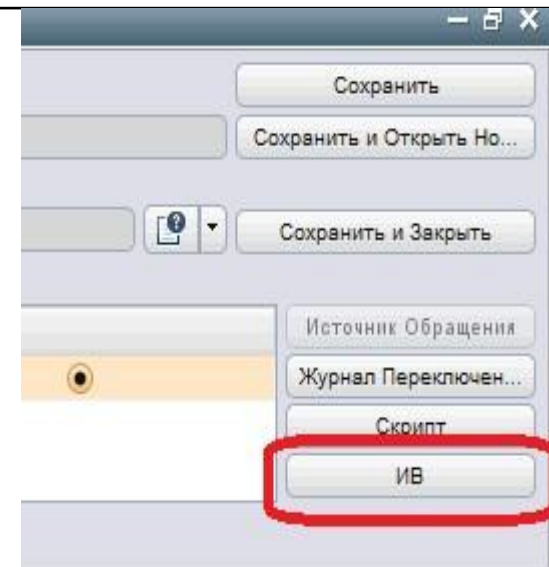 Сохранить
Сохранить и Открыть Но...
Сохранить и Закрыть
Источник Обращения
Журнал Переключен...
Скрипт
ИВ